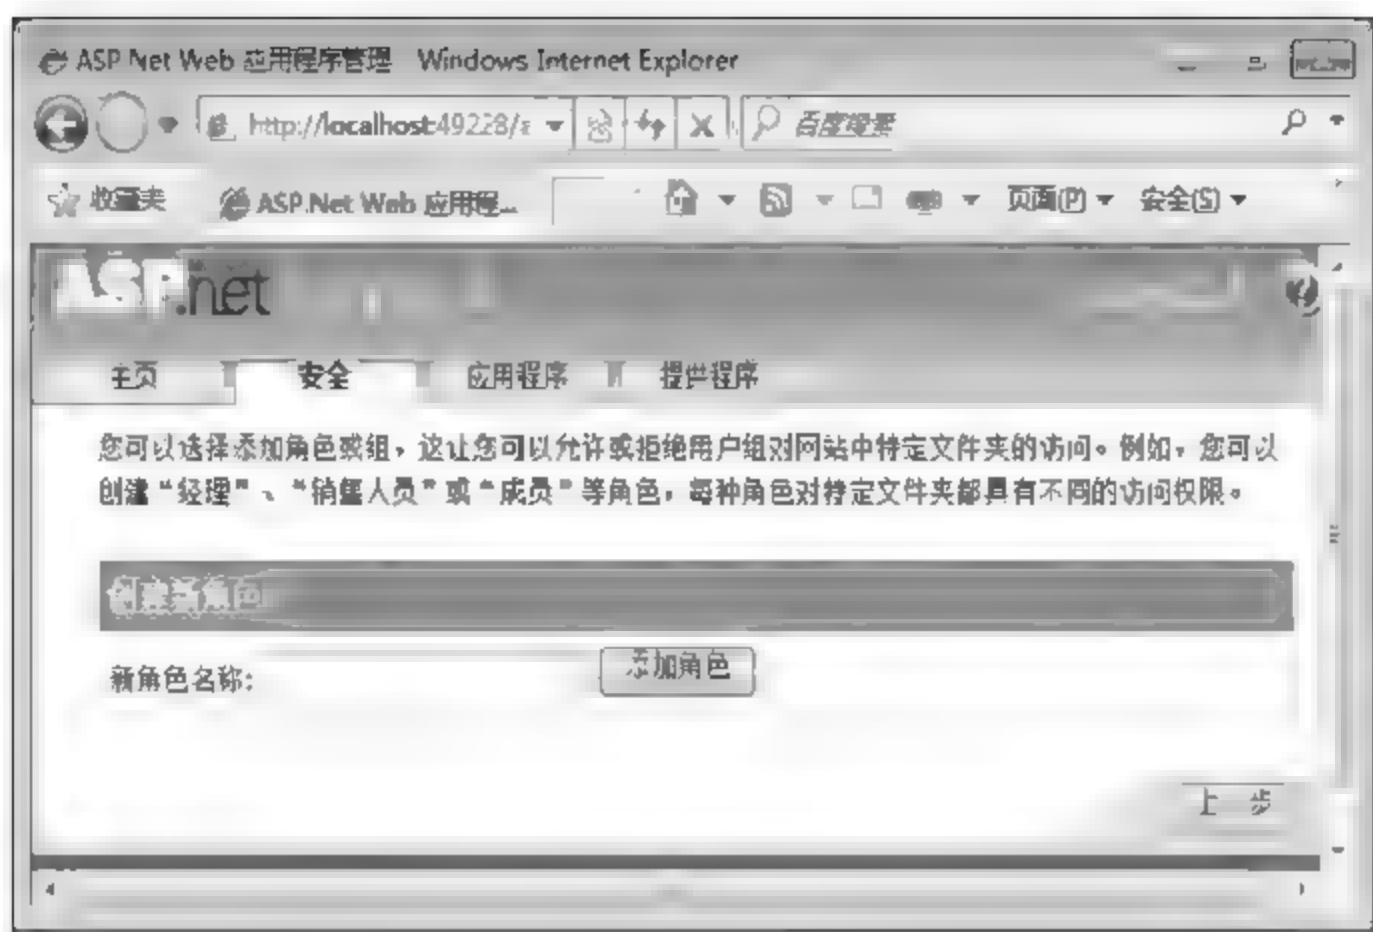 ASP.Net Web 应用程序管理 Windows Internet Explorer
http://localhost:49228/a 百度搜索
收藏夹 ASP.Net Web 应用程... 页面(P) 安全(S)
ASP.net
主页 安全 应用程序 提供程序
您可以选择添加角色或组，这让您可以允许或拒绝用户组对网站中特定文件夹的访问。例如，您可以
创建“经理”、“销售人员”或“成员”等角色，每种角色对特定文件夹都具有不同的访问权限。
创建新角色
新角色名称: 添加角色
上 步